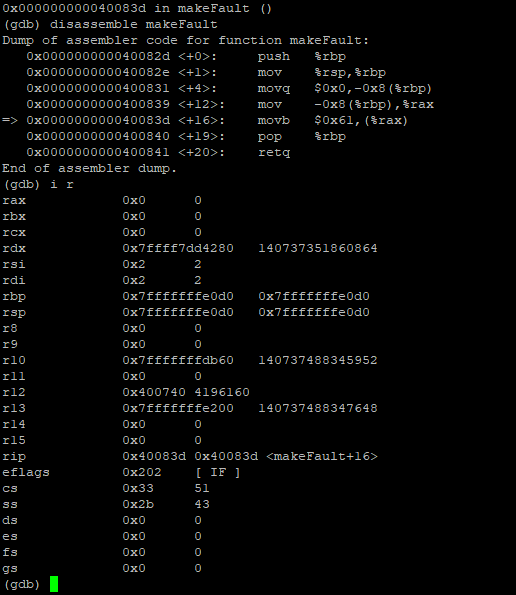 0x000000000040083d in makeFault ()
(gdb) disassemble makeFault
Dump of assembler code for function makeFault:
   0x000000000040082d <+0>:     push   %rbp
   0x000000000040082e <+1>:     mov    %rsp,%rbp
   0x0000000000400831 <+4>:     movq   $0x0,-0x8(%rbp)
   0x0000000000400839 <+12>:    mov    -0x8(%rbp),%rax
=> 0x000000000040083d <+16>:    movb   $0x61,(%rax)
   0x0000000000400840 <+19>:    pop    %rbp
   0x0000000000400841 <+20>:    retq
End of assembler dump.
(gdb) i r
rax            0x0      0
rbx            0x0      0
rcx            0x0      0
rdx            0x7ffff7dd4280   140737351860864
rsi            0x2      2
rdi            0x2      2
rbp            0x7fffffffe0d0   0x7fffffffe0d0
rsp            0x7fffffffe0d0   0x7fffffffe0d0
r8             0x0      0
r9             0x0      0
r10            0x7fffffffdb60   140737488345952
r11            0x0      0
r12            0x400740 4196160
r13            0x7fffffffe200   140737488347648
r14            0x0      0
r15            0x0      0
rip            0x40083d 0x40083d <makeFault+16>
eflags         0x202    [ IF ]
cs             0x33     51
ss             0x2b     43
ds             0x0      0
es             0x0      0
fs             0x0      0
gs             0x0      0
(gdb)